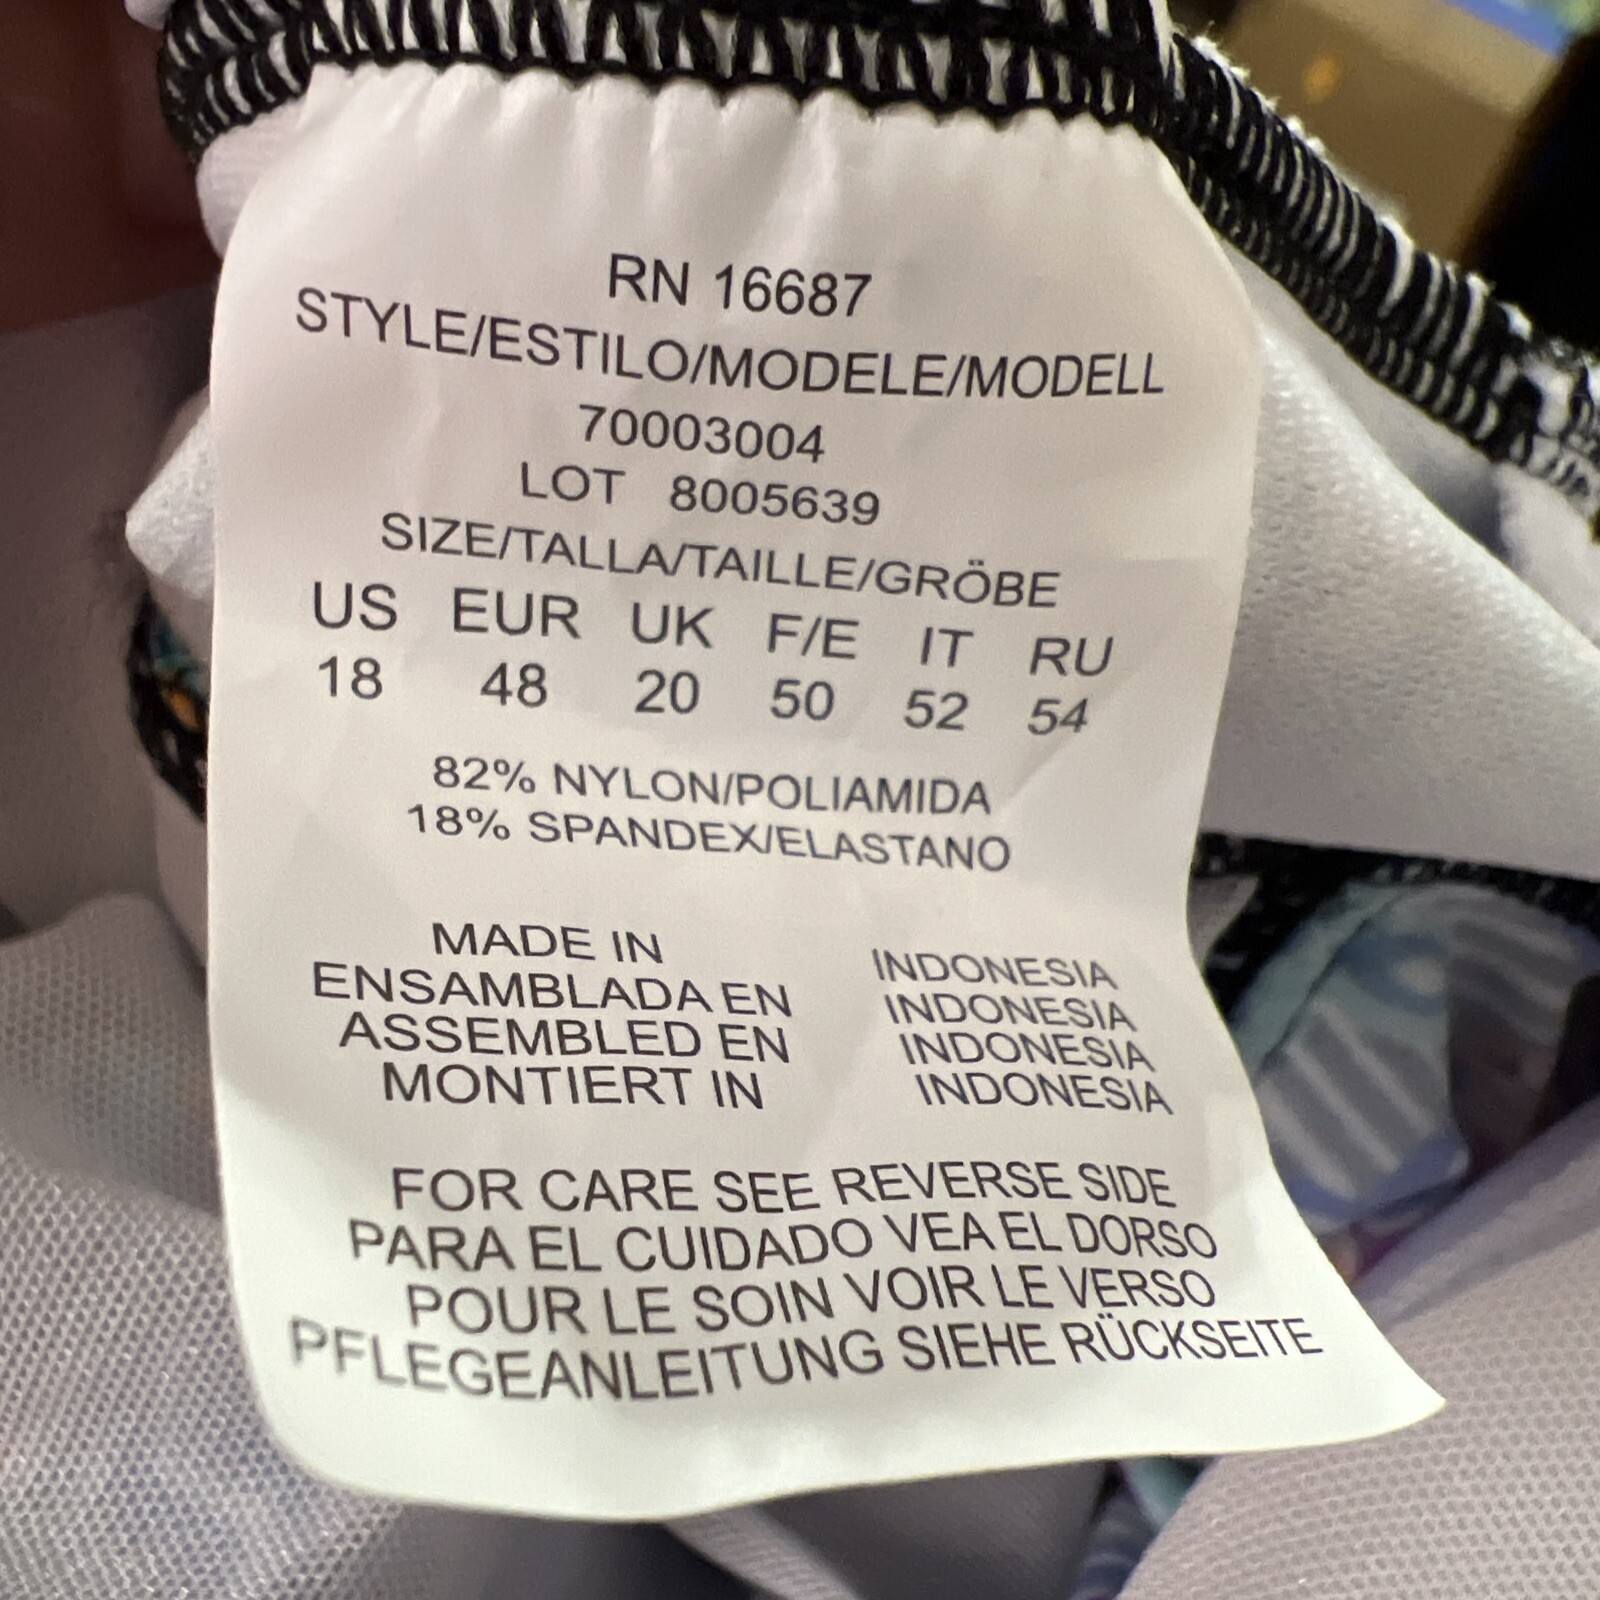 RN 16687
STYLE/ESTILO/MODELE/MODELL
70003004
LOT 8005639
SIZE/TALLA/TAILLE/GRÖBE
US EUR UK F/E IT RU
18 48 20 50 52 54
82% NYLON/POLIAMIDA
18% SPANDEX/ELASTANO
MADE IN INDONESIA
ENSAMBLADA EN INDONESIA
ASSEMBLED EN INDONESIA
MONTIERT IN INDONESIA
FOR CARE SEE REVERSE SIDE
PARA EL CUIDADO VEA EL DORSO
POUR LE SOIN VOIR LE VERSO
PFLEGEANLEITUNG SIEHE RÜCKSEITE